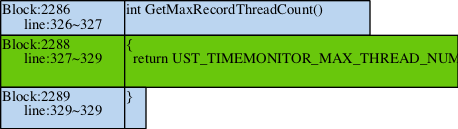 Block:2286 int GetMaxRecordThreadCount()
line:326~327
Block:2288 {
line:327~329 return UST_TIMEMONITOR_MAX_THREAD_NUM
Block:2289 }
line:329~329